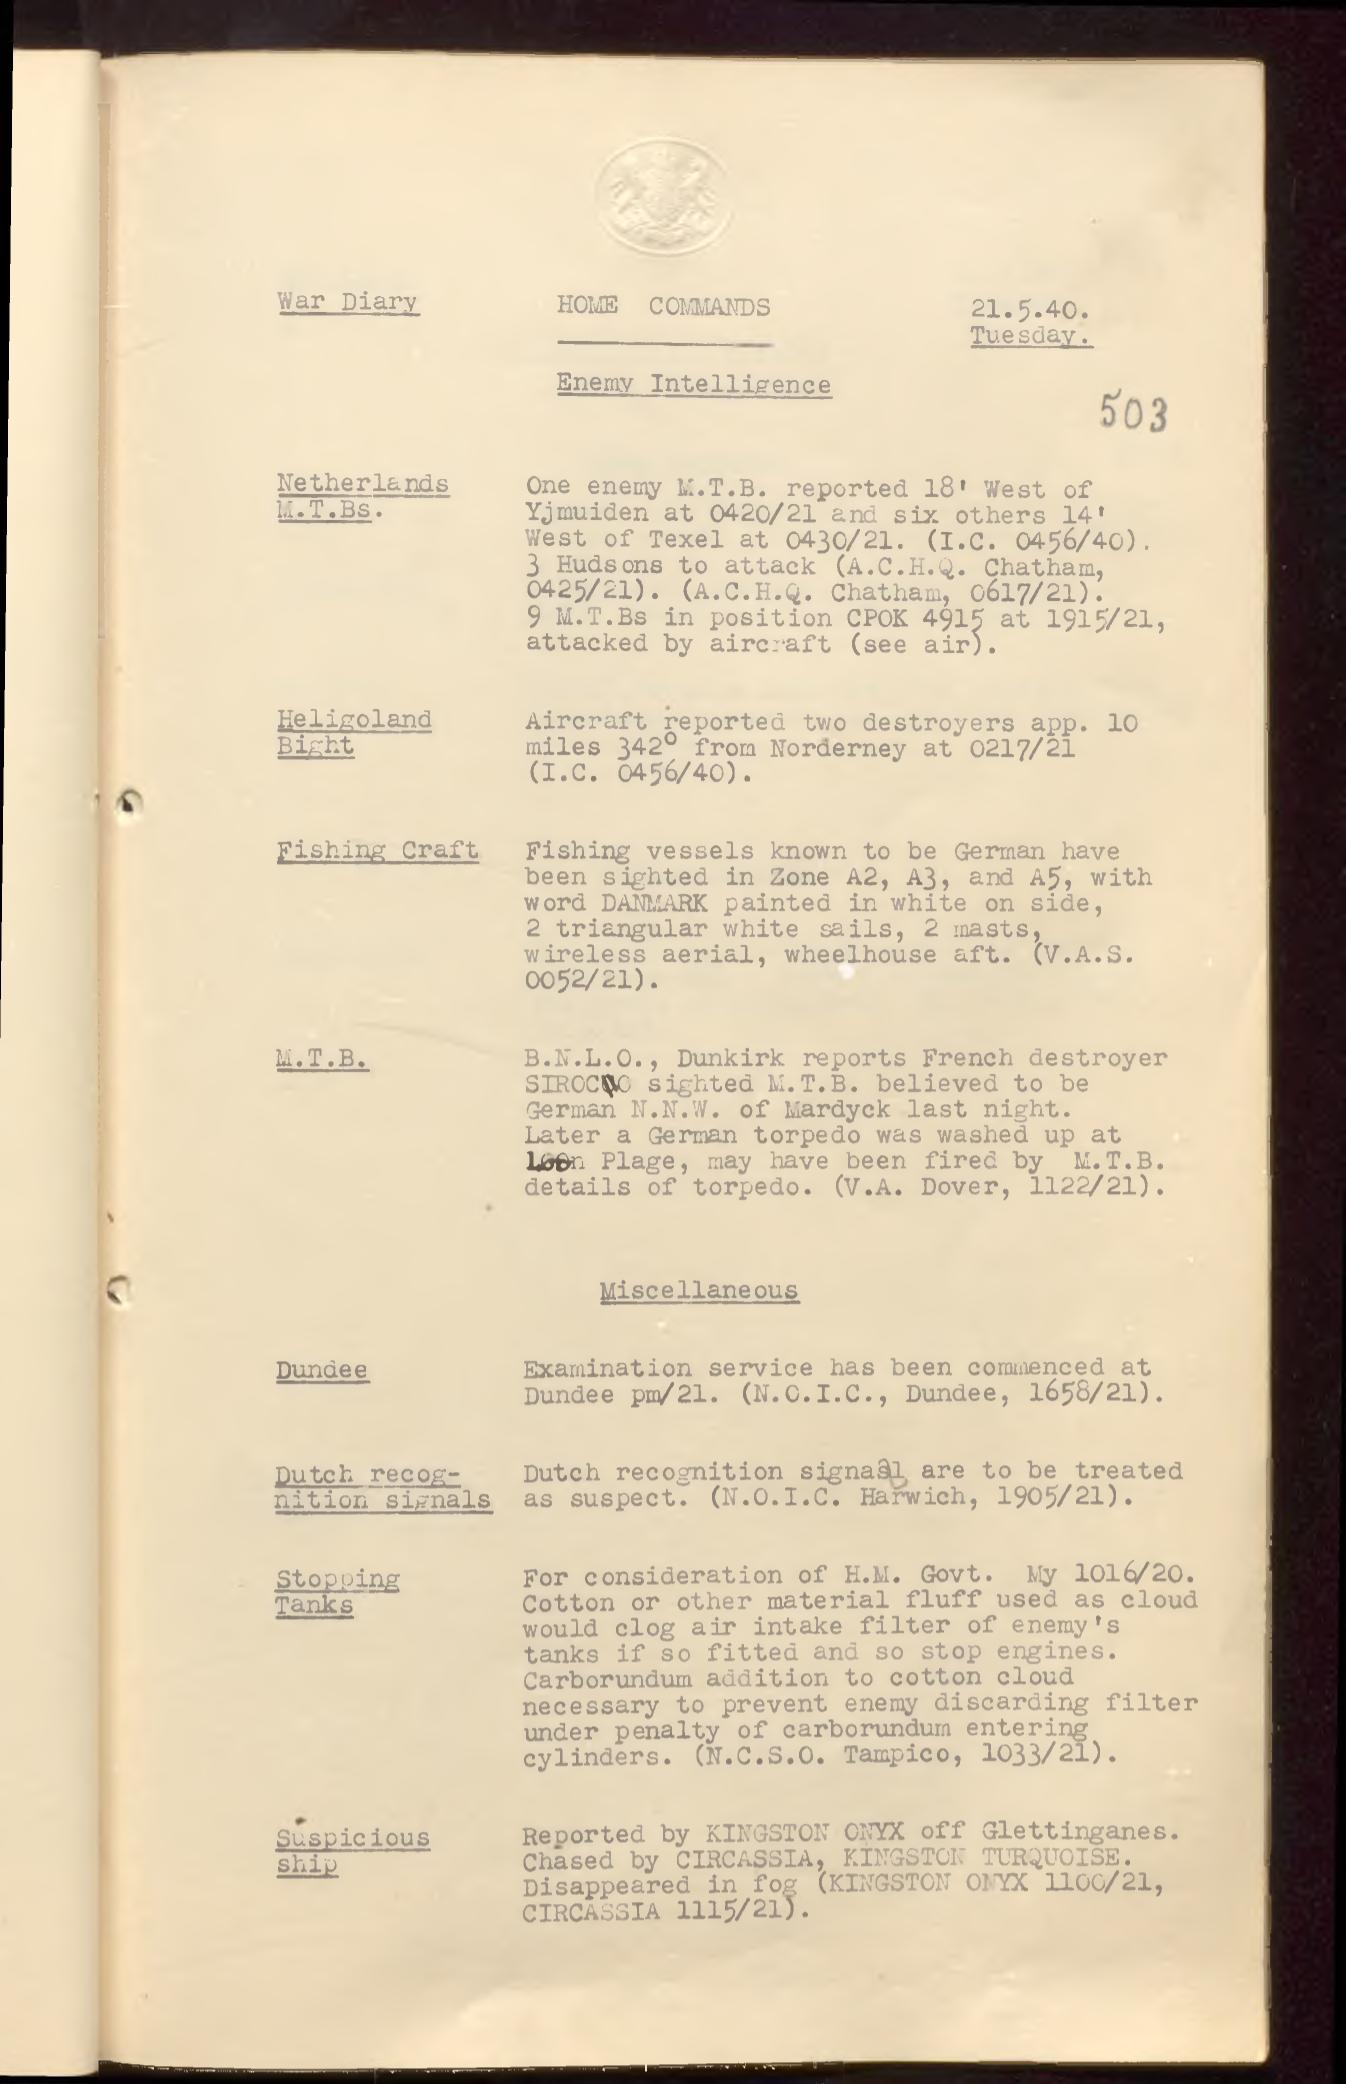 War Diary HOME COMMANDS 21.5.40.
Tuesday.
Enemy Intelligence
503
Netherlands One enemy M.T.B. reported 18' West of
M.T.Bs. Yjmuiden at 0420/21 and six others 14'
West of Texel at 0430/21. (I.C. 0456/40).
3 Hudsons to attack (A.C.H.Q. Chatham,
0425/21). (A.C.H.Q. Chatham, 0617/21).
9 M.T.Bs in position CPOK 4915 at 1915/21,
attacked by aircraft (see air).
Heligoland Aircraft reported two destroyers app. 10
Bight miles 342° from Norderney at 0217/21
(I.C. 0456/40).
Fishing Craft Fishing vessels known to be German have
been sighted in Zone A2, A3, and A5, with
word DANMARK painted in white on side,
2 triangular white sails, 2 masts,
wireless aerial, wheelhouse aft. (V.A.S.
0052/21).
M.T.B. B.N.L.O., Dunkirk reports French destroyer
SIROCCO sighted M.T.B. believed to be
German N.N.W. of Mardyck last night.
Later a German torpedo was washed up at
Loon Plage, may have been fired by M.T.B.
details of torpedo. (V.A. Dover, 1122/21).
Miscellaneous
Dundee Examination service has been commenced at
Dundee pm/21. (N.O.I.C., Dundee, 1658/21).
Dutch recog- Dutch recognition signals are to be treated
nition signals as suspect. (N.O.I.C. Harwich, 1905/21).
Stopping For consideration of H.M. Govt. My 1016/20.
Tanks Cotton or other material fluff used as cloud
would clog air intake filter of enemy's
tanks if so fitted and so stop engines.
Carborundum addition to cotton cloud
necessary to prevent enemy discarding filter
under penalty of carborundum entering
cylinders. (N.C.S.O. Tampico, 1033/21).
Suspicious Reported by KINGSTON ONYX off Glettinganes.
ship Chased by CIRCASSIA, KINGSTON TURQUOISE.
Disappeared in fog (KINGSTON ONYX 1100/21,
CIRCASSIA 1115/21).